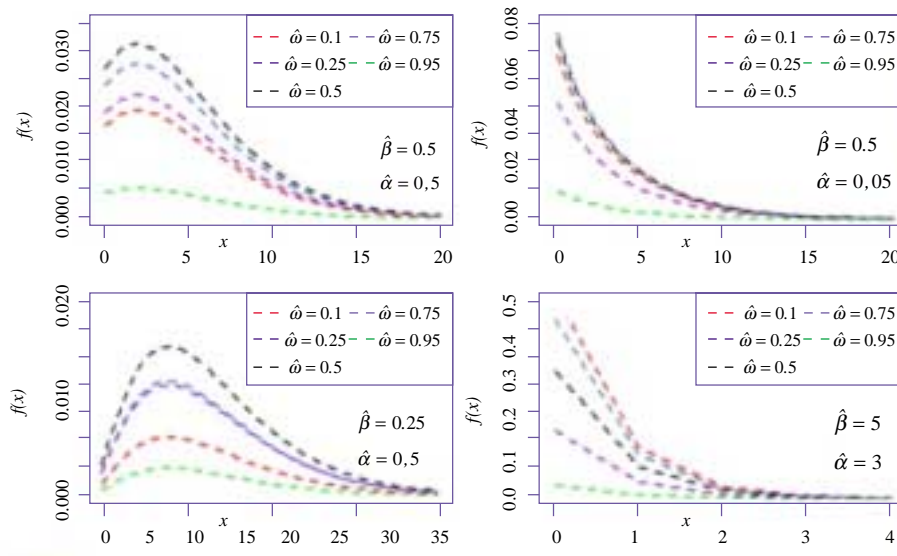 f(x)
0.000 0.010 0.020 0.030
ω̂ = 0.1 ω̂ = 0.75
ω̂ = 0.25 ω̂ = 0.95
ω̂ = 0.5
β̂ = 0.5
α̂ = 0,5
0 5 10 15 20
x
f(x)
0.00 0.02 0.04 0.06 0.08
ω̂ = 0.1 ω̂ = 0.75
ω̂ = 0.25 ω̂ = 0.95
ω̂ = 0.5
β̂ = 0.5
α̂ = 0,05
0 5 10 15 20
x
f(x)
0.000 0.010 0.020
ω̂ = 0.1 ω̂ = 0.75
ω̂ = 0.25 ω̂ = 0.95
ω̂ = 0.5
β̂ = 0.25
α̂ = 0,5
0 5 10 15 20 25 30 35
x
f(x)
0.0 0.1 0.2 0.3 0.4 0.5
ω̂ = 0.1 ω̂ = 0.75
ω̂ = 0.25 ω̂ = 0.95
ω̂ = 0.5
β̂ = 5
α̂ = 3
0 1 2 3 4
x